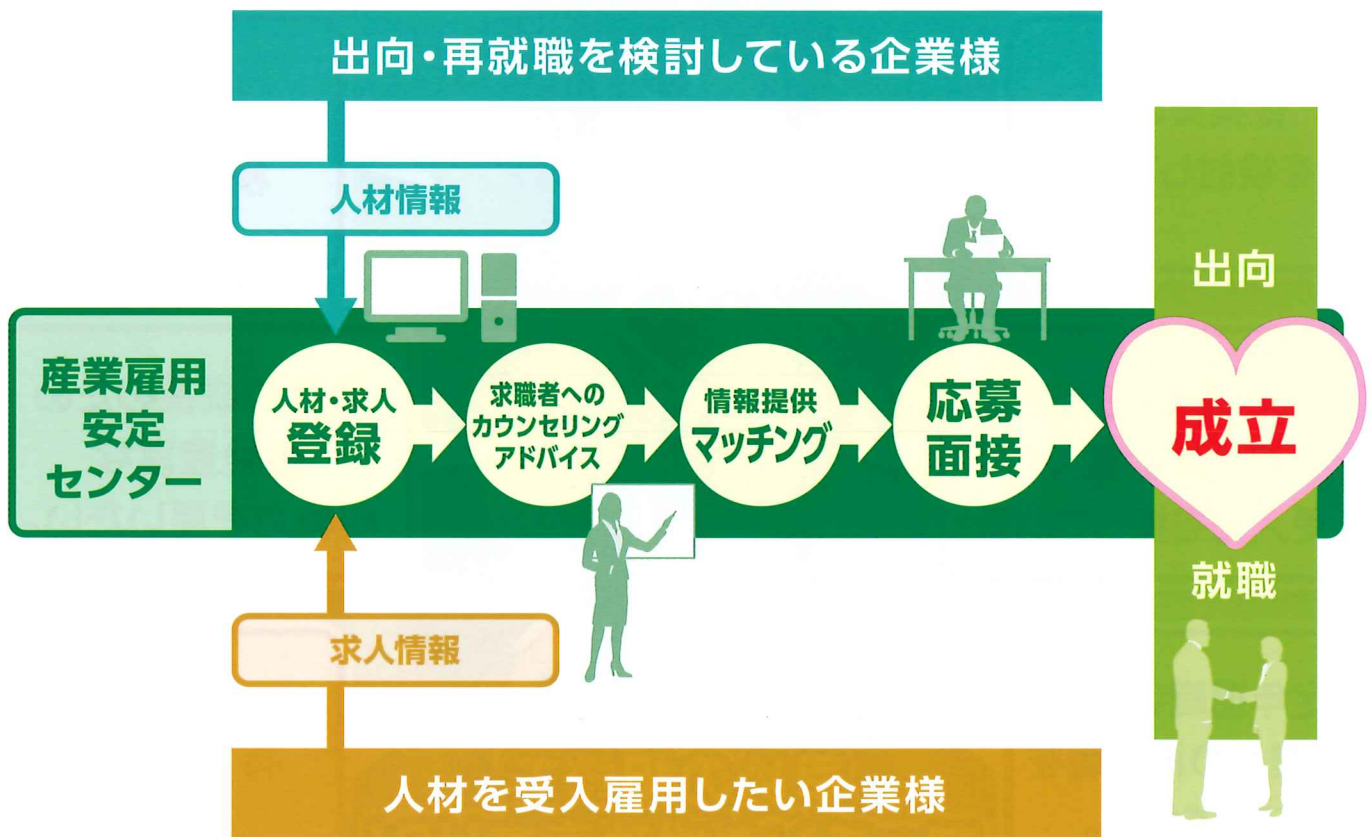 出向・再就職を検討している企業様
人材情報
産業雇用
安定
センター
人材・求人
登録
求職者への
カウンセリング
アドバイス
情報提供
マッチング
応募
面接
出向
成立
就職
求人情報
人材を受入雇用したい企業様